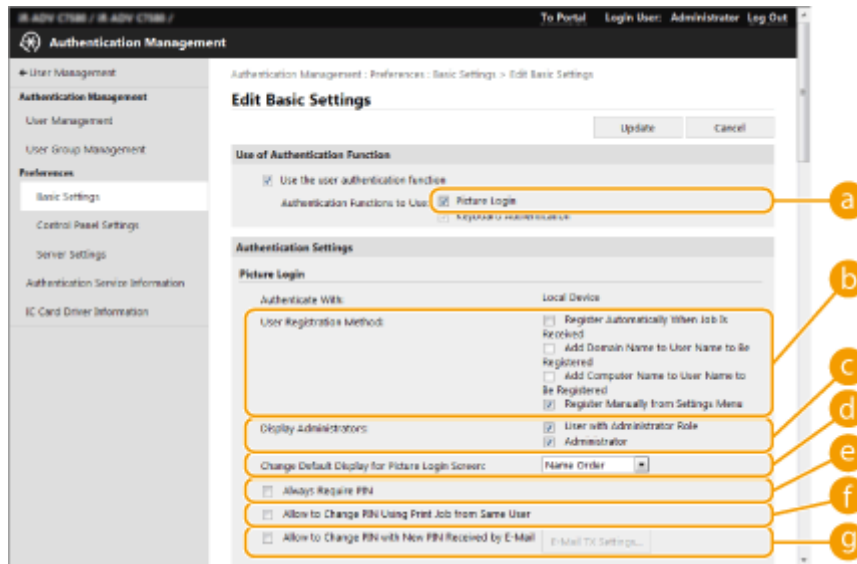 To Portal Login User: Administrator Log Out
Authentication Management
User Management
Authentication Management
User Management
User Group Management
Preferences
Basic Settings
Control Panel Settings
Server Settings
Authentication Service Information
IC Card Driver Information
Authentication Management : Preferences : Basic Settings > Edit Basic Settings
Edit Basic Settings
Update Cancel
Use of Authentication Function
Use the user authentication function
Authentication Functions to Use: Picture Login
a
Keyboard Authentication
Authentication Settings
Picture Login
Authenticate With: Local Device
b
User Registration Method: Register Automatically When Job Is
Received
Add Domain Name to User Name to Be
Registered
Add Computer Name to User Name to
Be Registered
Register Manually from Settings Menu
c
Display Administrators: User with Administrator Role
Administrator
d
Change Default Display for Picture Login Screen: Name Order
e
Always Require PIN
f
Allow to Change PIN Using Print Job from Same User
g
Allow to Change PIN with New PIN Received by E-Mail E-Mail TX Settings...